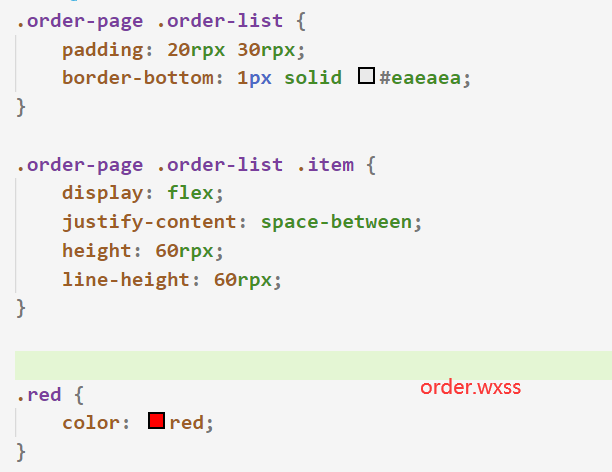 .order-page .order-list {
    padding: 20rpx 30rpx;
    border-bottom: 1px solid #eaeaea;
}
.order-page .order-list .item {
    display: flex;
    justify-content: space-between;
    height: 60rpx;
    line-height: 60rpx;
}
order.wxss
.red {
    color: red;
}